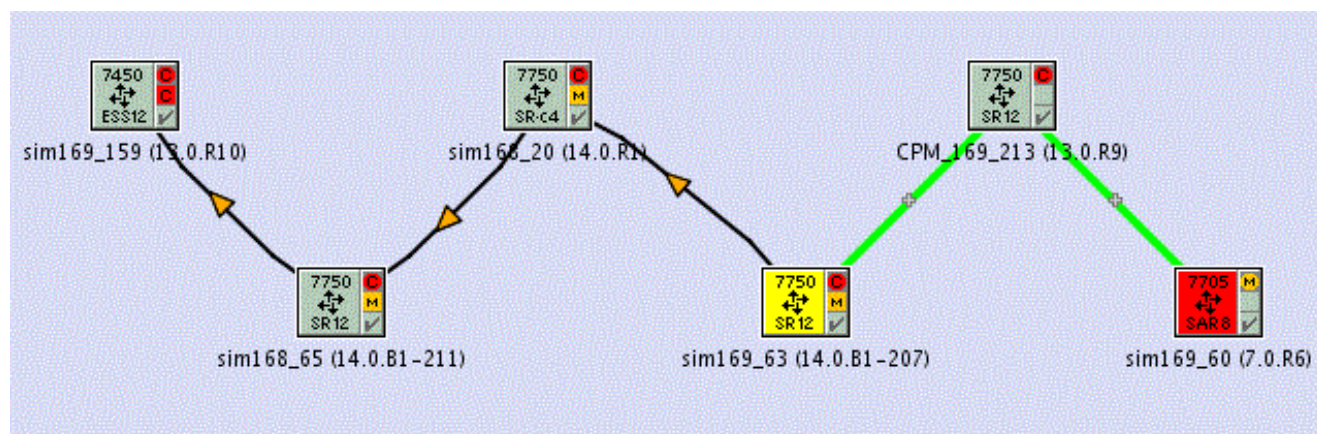 7450
C
C
ESS12
sim169_159 (13.0.R10)
7750
C
M
SR-c4
sim168_20 (14.0.R1)
7750
C
SR12
CPM_169_213 (13.0.R9)
7750
C
M
SR12
sim168_65 (14.0.B1-211)
7750
C
M
SR12
sim169_63 (14.0.B1-207)
7705
M
SAR8
sim169_60 (7.0.R6)